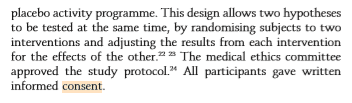 placebo activity programme. This design allows two hypotheses
to be tested at the same time, by randomising subjects to two
interventions and adjusting the results from each intervention
for the effects of the other.²² ²³ The medical ethics committee
approved the study protocol.²⁴ All participants gave written
informed consent.